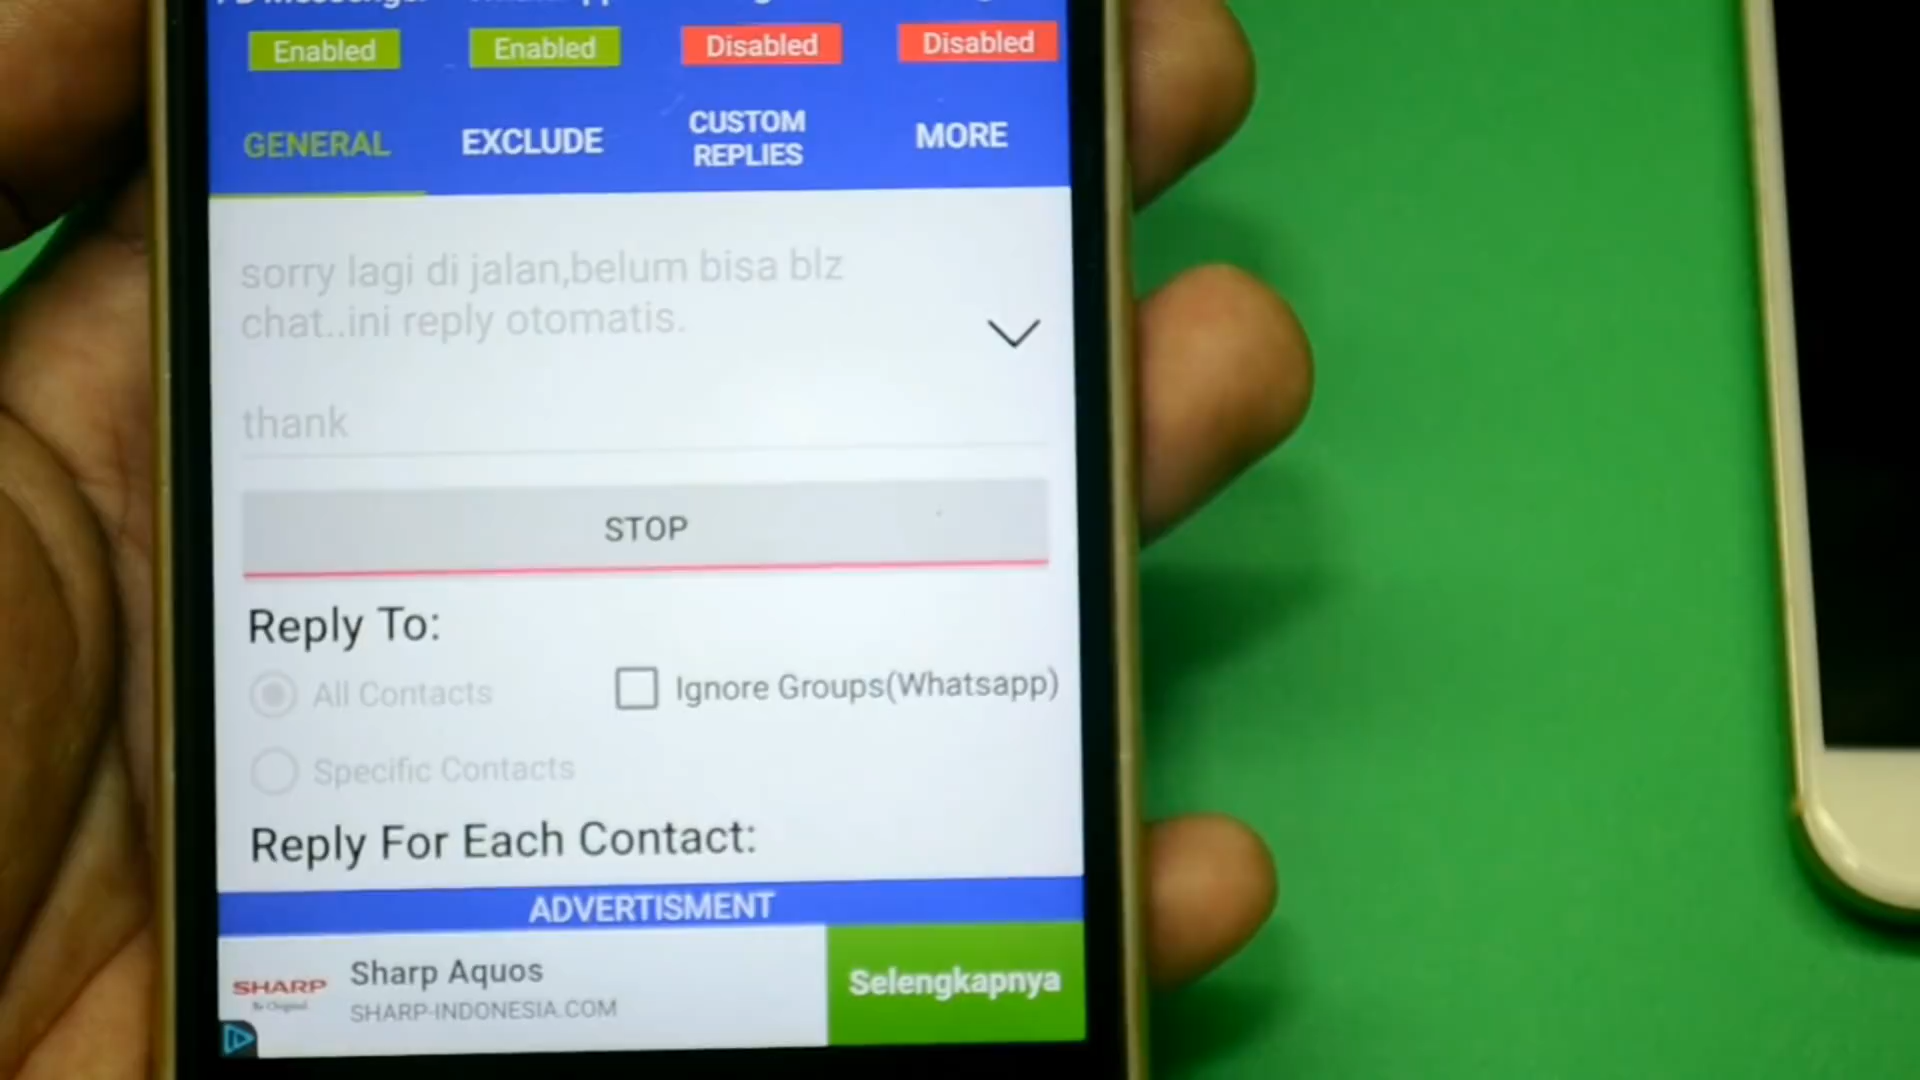 Enabled
Enabled
Disabled
Disabled
GENERAL
EXCLUDE
CUSTOM
REPLIES
MORE
sorry lagi di jalan,belum bisa blz
chat..ini reply otomatis.
thank
STOP
Reply To:
All Contacts
Ignore Groups(Whatsapp)
Specific Contacts
Reply For Each Contact:
ADVERTISMENT
SHARP
Be Original.
Sharp Aquos
SHARP-INDONESIA.COM
Selengkapnya